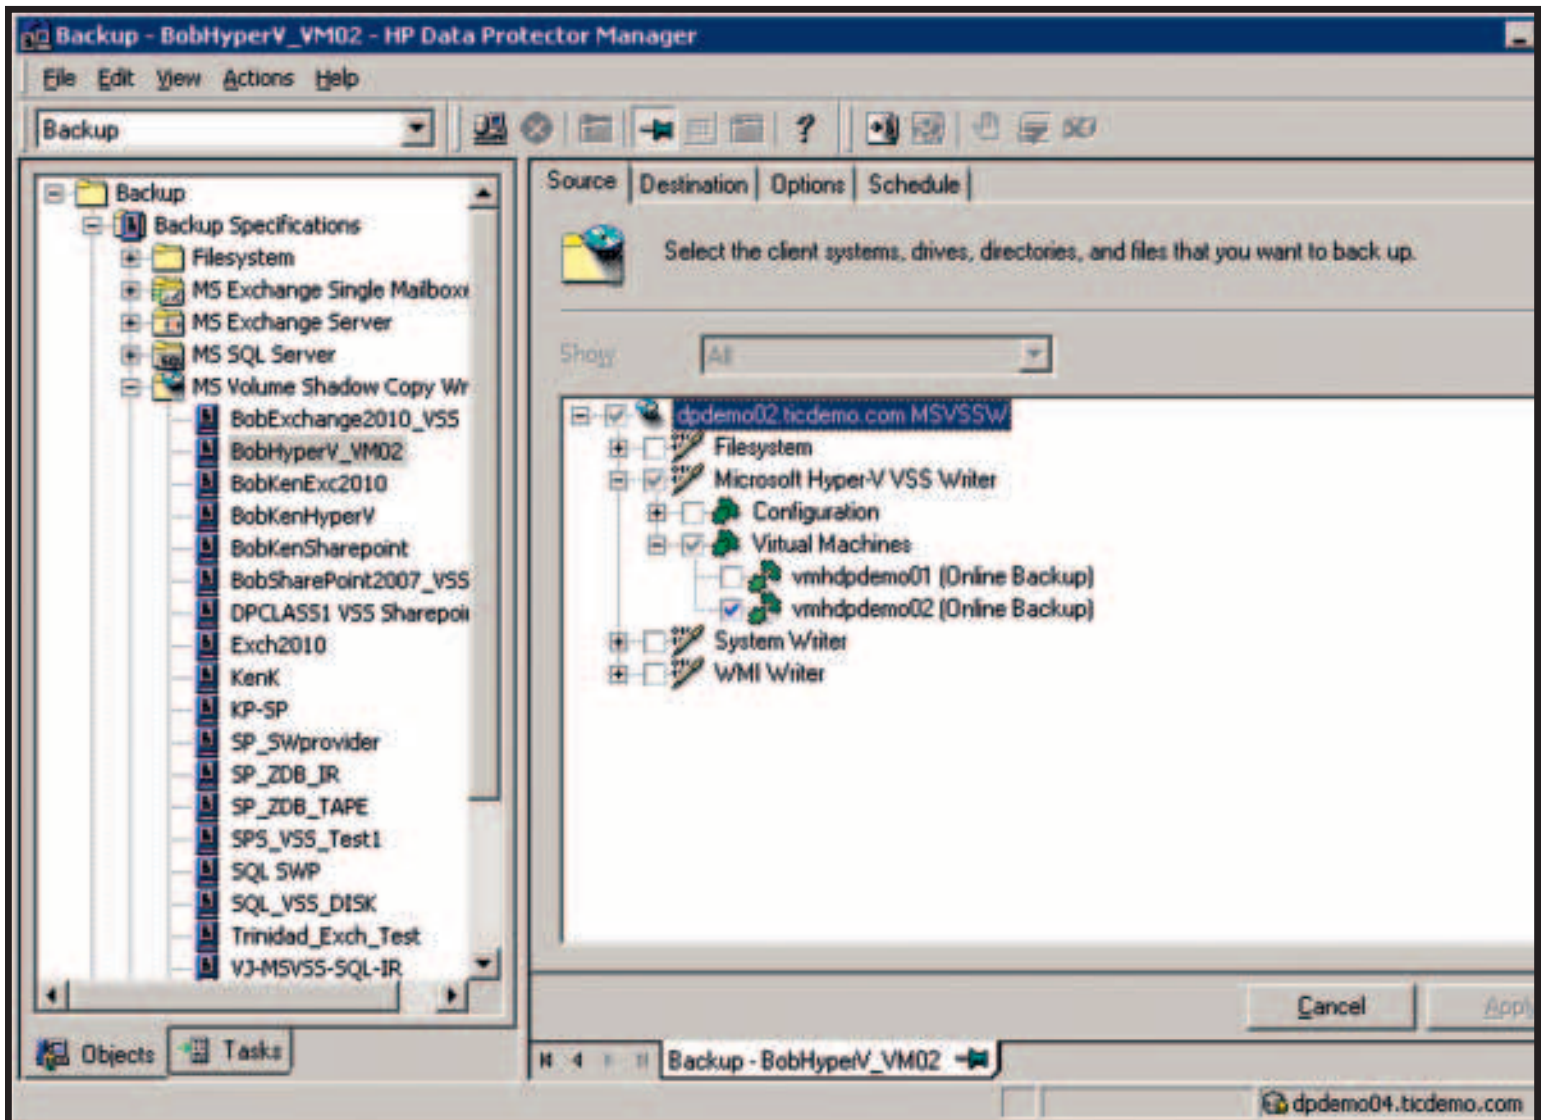 Backup - BobHyperV_VM02 - HP Data Protector Manager
File Edit View Actions Help
Backup
Backup
Backup Specifications
Filesystem
MS Exchange Single Mailbox
MS Exchange Server
MS SQL Server
MS Volume Shadow Copy Wr
BobExchange2010_VSS
BobHyperV_VM02
BobKenExc2010
BobKenHyperV
BobKenSharepoint
BobSharePoint2007_VSS
DPCLASS1 VSS Sharepoi
Exch2010
KenK
KP-SP
SP_SWprovider
SP_ZDB_IR
SP_ZDB_TAPE
SPS_VSS_Test1
SQL SWP
SQL_VSS_DISK
Trinidad_Exch_Test
VJ-MSVSS-SQL-IR
Objects Tasks
Source Destination Options Schedule
Select the client systems, drives, directories, and files that you want to back up.
Show All
dpdemo02.ticdemo.com MSVSSW
Filesystem
Microsoft Hyper-V VSS Writer
Configuration
Virtual Machines
vmhdpdemo01 (Online Backup)
vmhdpdemo02 (Online Backup)
System Writer
WMI Writer
Cancel Appl
Backup - BobHyperV_VM02
dpdemo04.ticdemo.com